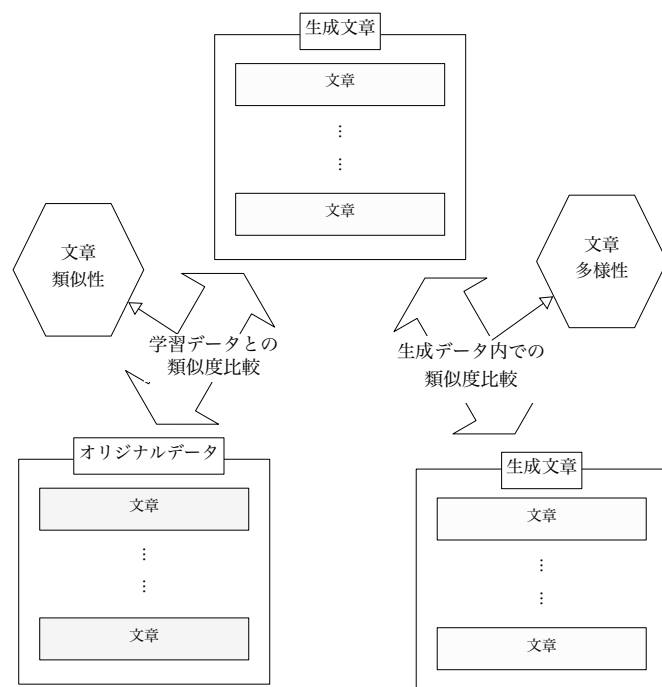 生成文章
文章
⋮
⋮
文章
文章
類似性
文章
多様性
学習データとの
類似度比較
生成データ内での
類似度比較
オリジナルデータ
文章
⋮
⋮
文章
生成文章
文章
⋮
⋮
文章